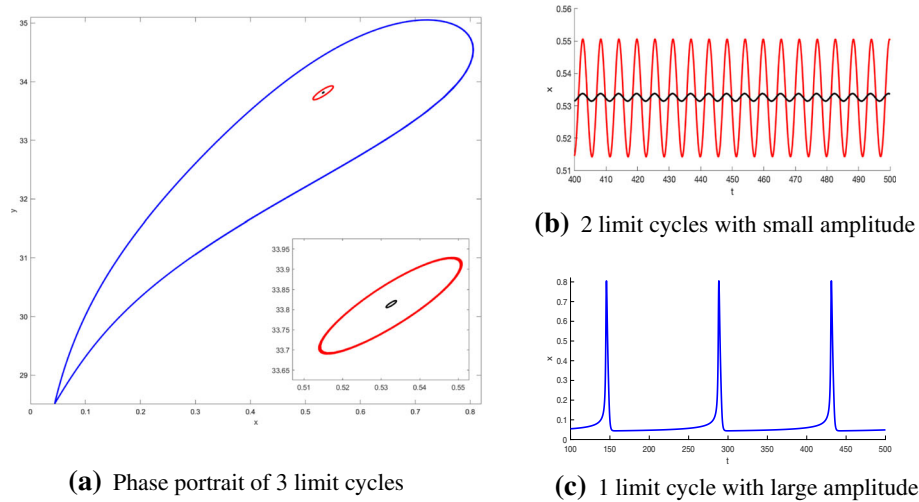 35
34
33
32
31
30
29
y
0 0.1 0.2 0.3 0.4 0.5 0.6 0.7 0.8
x
33.95
33.9
33.85
33.8
33.75
33.7
33.65
0.51 0.52 0.53 0.54 0.55
(a) Phase portrait of 3 limit cycles
0.56
0.55
0.54
0.53
0.52
0.51
0.5
x
400 410 420 430 440 450 460 470 480 490 500
t
(b) 2 limit cycles with small amplitude
0.8
0.7
0.6
0.5
0.4
0.3
0.2
0.1
0
x
100 150 200 250 300 350 400 450 500
t
(c) 1 limit cycle with large amplitude